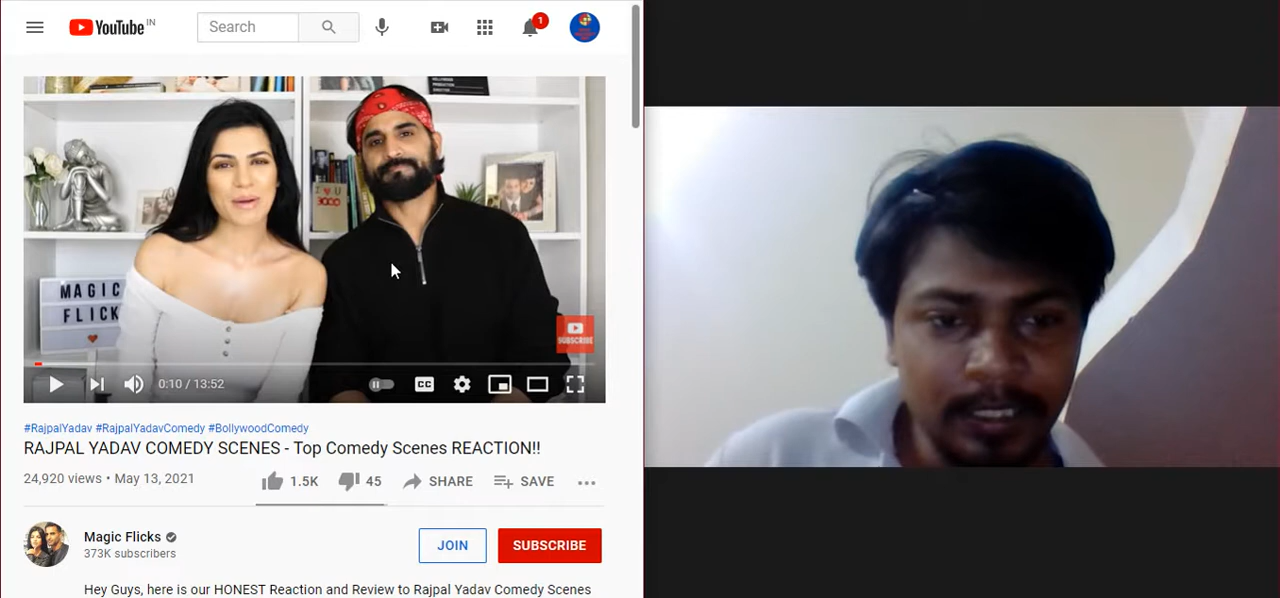 YouTube IN
Search
1
I ♥ U
3000
MAGIC
FLICK
♥
SUBSCRIBE
0:10 / 13:52
CC
#RajpalYadav #RajpalYadavComedy #BollywoodComedy
RAJPAL YADAV COMEDY SCENES - Top Comedy Scenes REACTION!!
24,920 views • May 13, 2021
1.5K
45
SHARE
SAVE
Magic Flicks
373K subscribers
JOIN
SUBSCRIBE
Hey Guys, here is our HONEST Reaction and Review to Rajpal Yadav Comedy Scenes